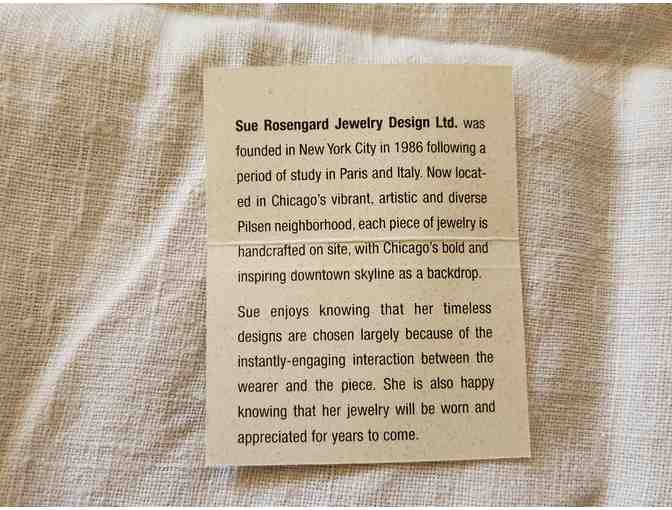 Sue Rosengard Jewelry Design Ltd. was
founded in New York City in 1986 following a
period of study in Paris and Italy. Now locat-
ed in Chicago's vibrant, artistic and diverse
Pilsen neighborhood, each piece of jewelry is
handcrafted on site, with Chicago's bold and
inspiring downtown skyline as a backdrop.
Sue enjoys knowing that her timeless
designs are chosen largely because of the
instantly-engaging interaction between the
wearer and the piece. She is also happy
knowing that her jewelry will be worn and
appreciated for years to come.